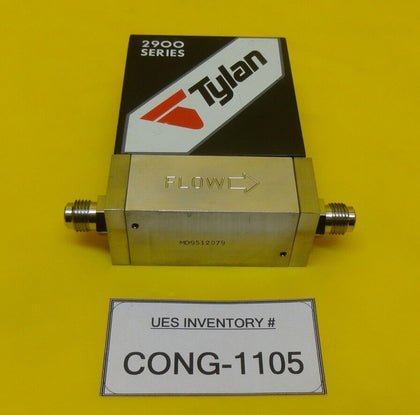 2900
SERIES
Tylan
FLOW
MD9512079
UES INVENTORY #
CONG-1105